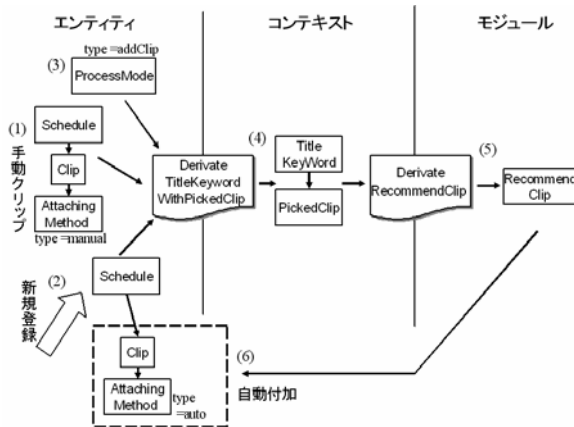 エンティティ
コンテキスト
モジュール
type =addClip
(3)
ProcessMode
(1)
手動クリップ
Schedule
Clip
Attaching
Method
type=manual
Derivate
TitleKeyword
WithPickedClip
(4)
Title
KeyWord
PickedClip
Derivate
RecommendClip
(5)
Recommend
Clip
(2)
新規登録
Schedule
Clip
Attaching
Method
type
=auto
(6)
自動付加